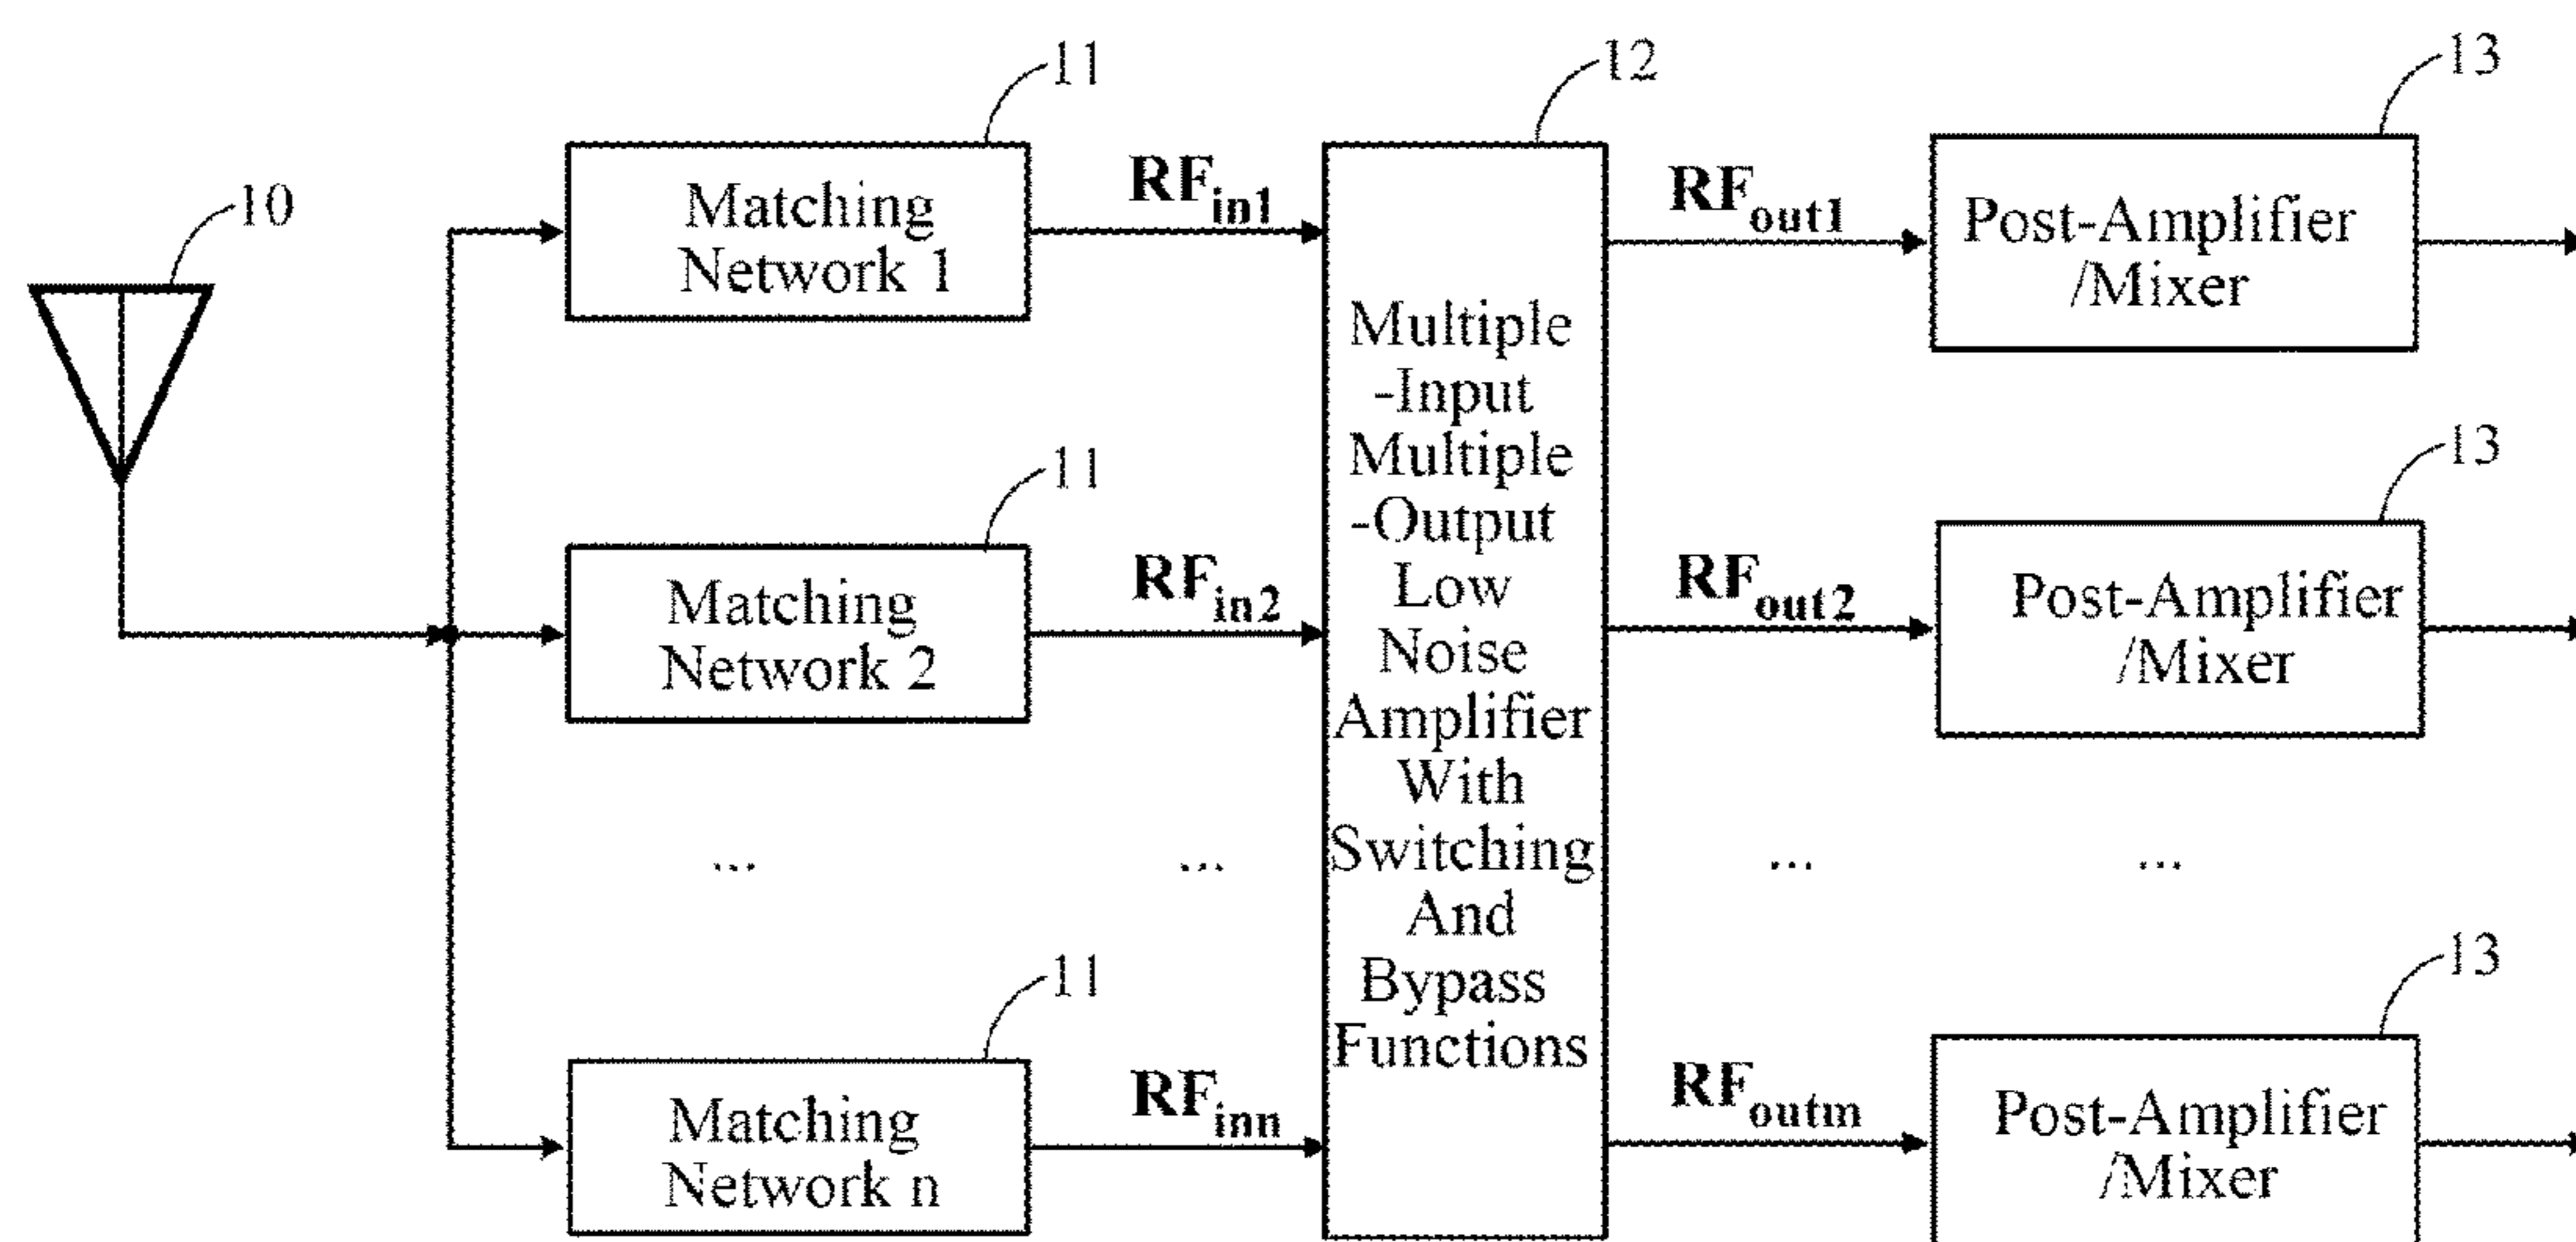 10
11
Matching
Network 1
RFin1
11
Matching
Network 2
RFin2
...
...
11
Matching
Network n
RFinn
12
Multiple
-Input
Multiple
-Output
Low
Noise
Amplifier
With
Switching
And
Bypass
Functions
RFout1
13
Post-Amplifier
/Mixer
RFout2
13
Post-Amplifier
/Mixer
...
...
RFoutm
13
Post-Amplifier
/Mixer